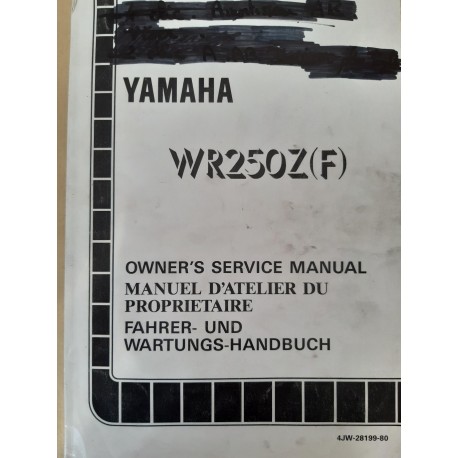 YAMAHA
WR250Z(F)
OWNER'S SERVICE MANUAL
MANUEL D'ATELIER DU
PROPRIETAIRE
FAHRER- UND
WARTUNGS-HANDBUCH
4JW-28199-80